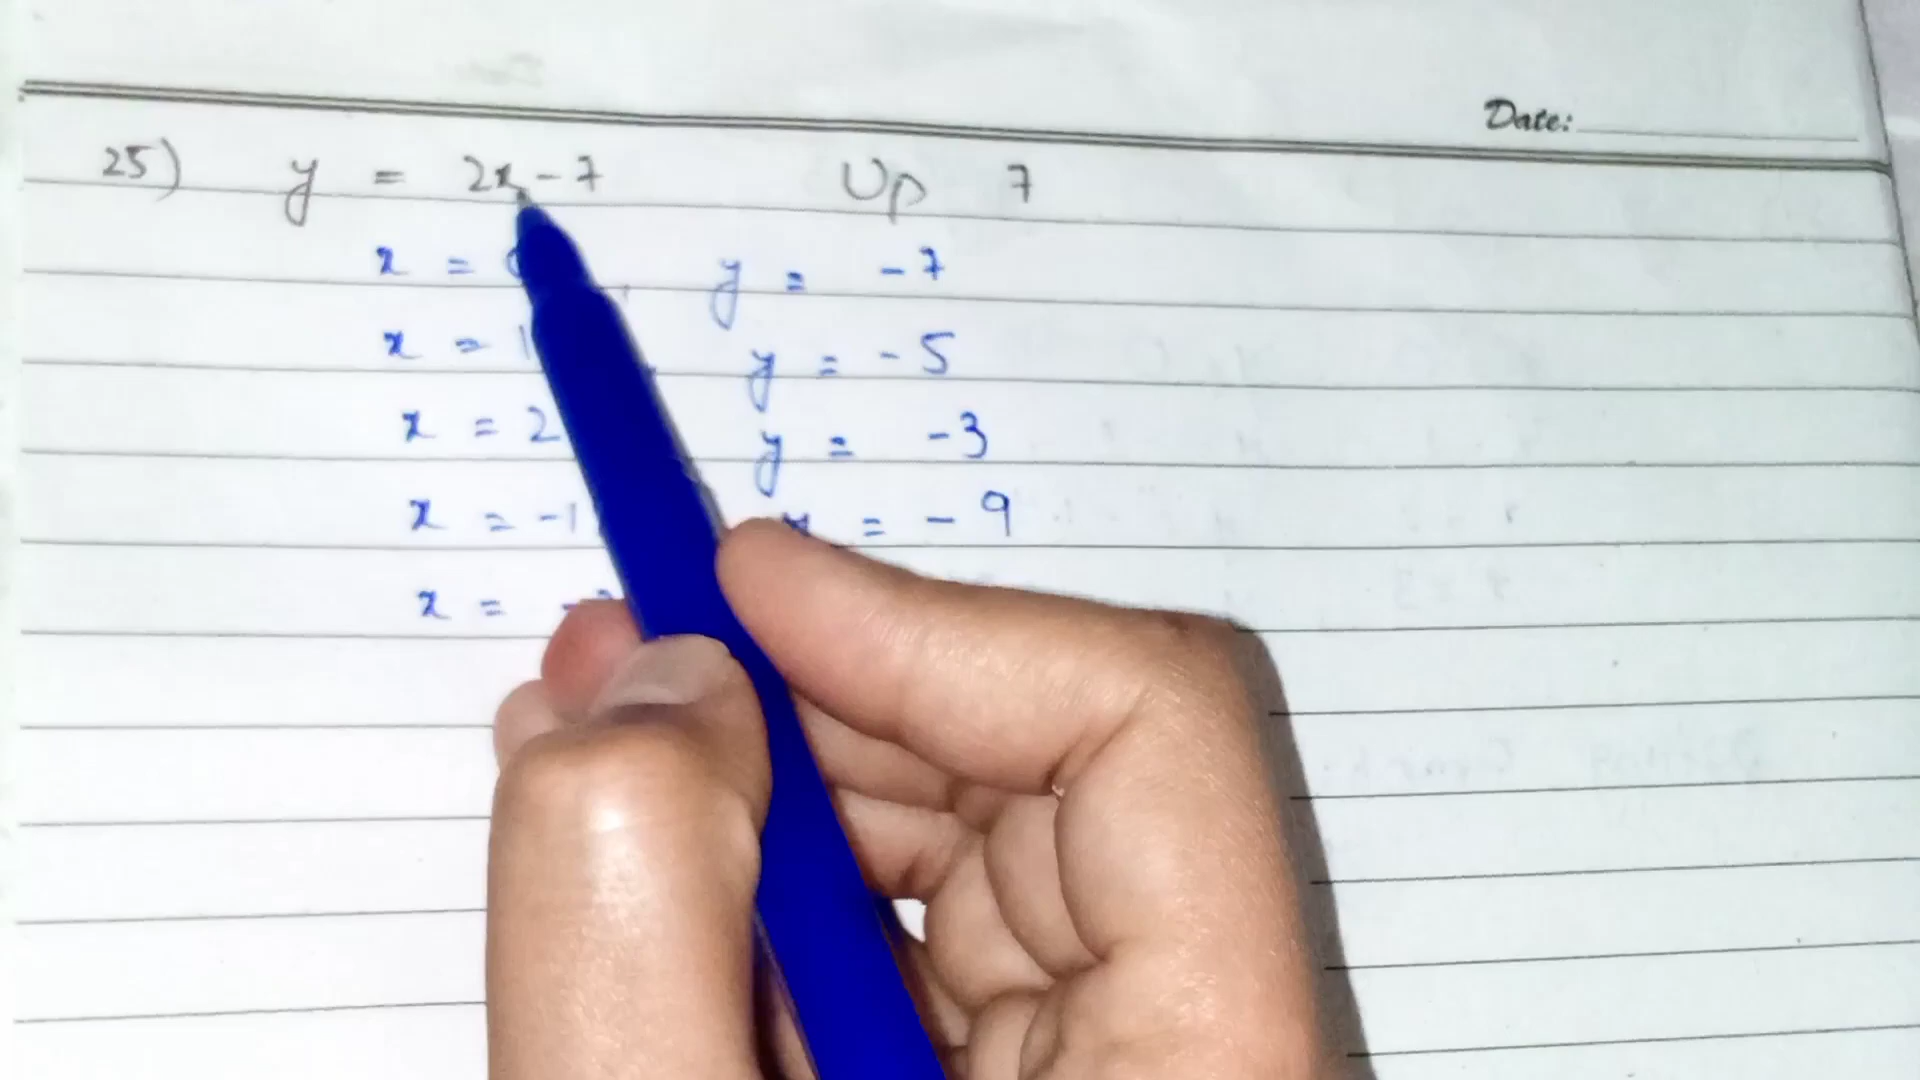 Date:
25) y = 2x - 7 Up 7
x = y = -7
x = 1 y = -5
x = 2 y = -3
x = -1 = -9
x = -